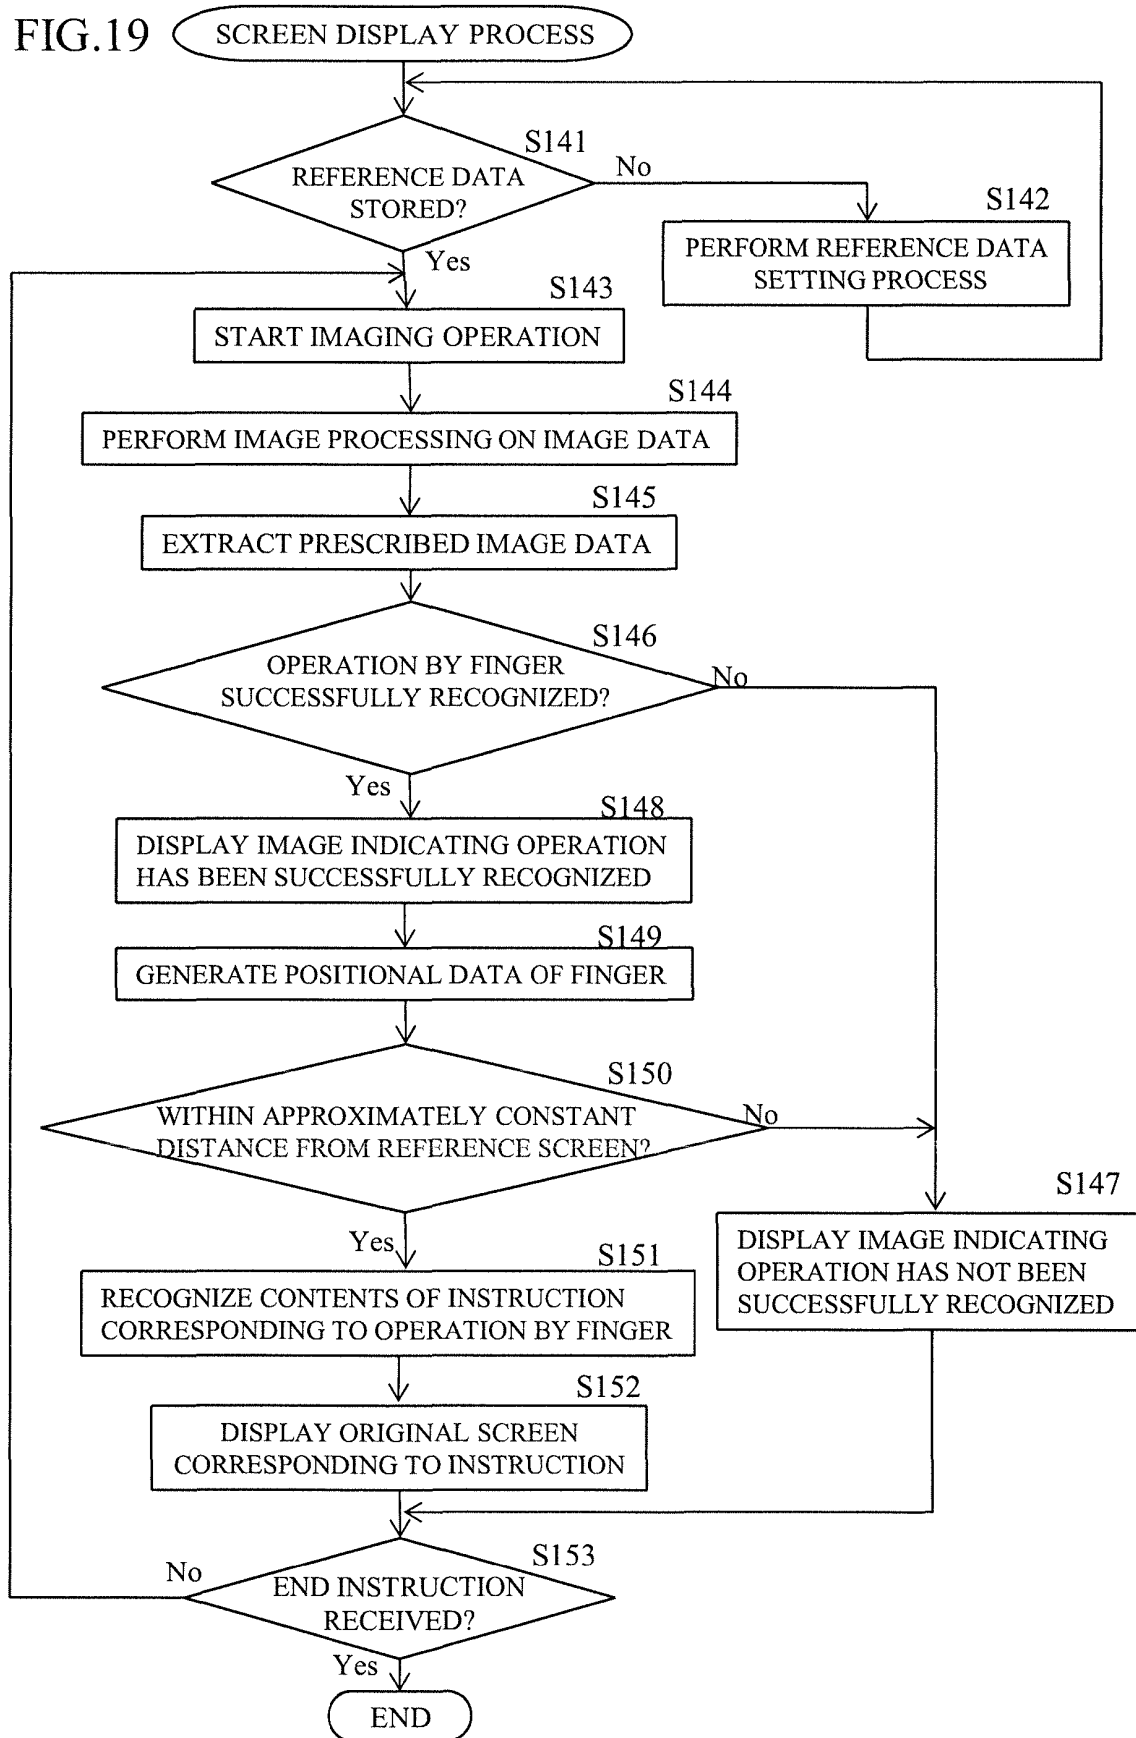 FIG.19
SCREEN DISPLAY PROCESS
S141
REFERENCE DATA
STORED?
No
Yes
S142
PERFORM REFERENCE DATA
SETTING PROCESS
S143
START IMAGING OPERATION
S144
PERFORM IMAGE PROCESSING ON IMAGE DATA
S145
EXTRACT PRESCRIBED IMAGE DATA
S146
OPERATION BY FINGER
SUCCESSFULLY RECOGNIZED?
No
Yes
S148
DISPLAY IMAGE INDICATING OPERATION
HAS BEEN SUCCESSFULLY RECOGNIZED
S149
GENERATE POSITIONAL DATA OF FINGER
S150
WITHIN APPROXIMATELY CONSTANT
DISTANCE FROM REFERENCE SCREEN?
No
Yes
S147
DISPLAY IMAGE INDICATING
OPERATION HAS NOT BEEN
SUCCESSFULLY RECOGNIZED
S151
RECOGNIZE CONTENTS OF INSTRUCTION
CORRESPONDING TO OPERATION BY FINGER
S152
DISPLAY ORIGINAL SCREEN
CORRESPONDING TO INSTRUCTION
S153
No
END INSTRUCTION
RECEIVED?
Yes
END